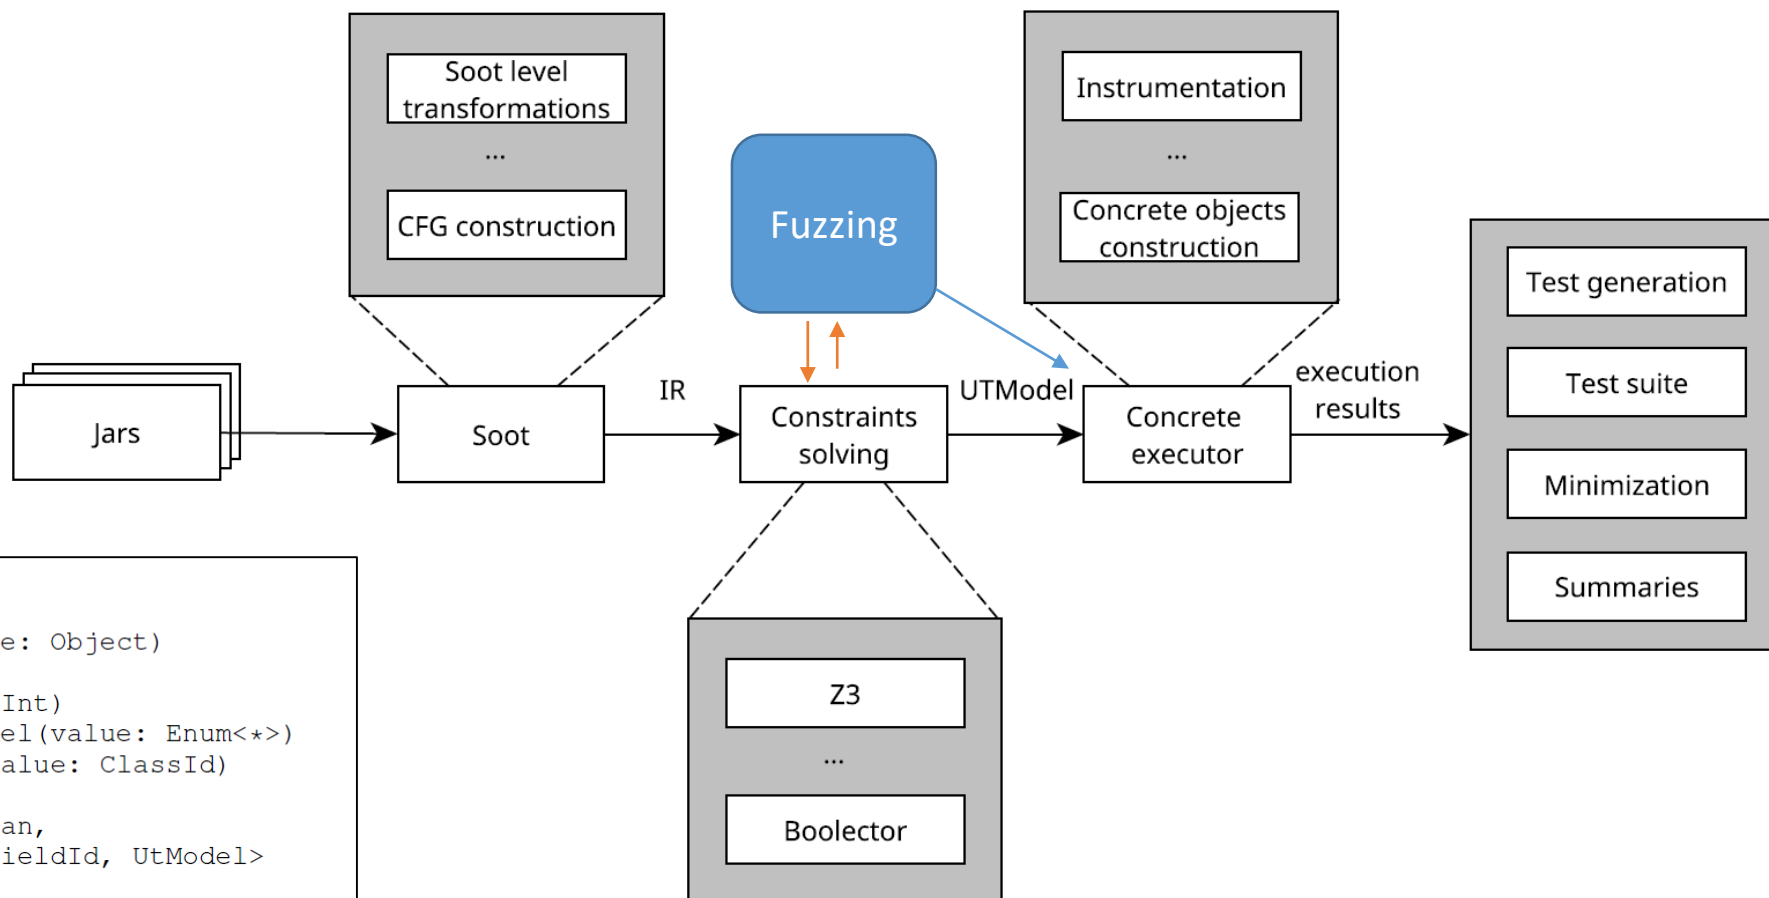 Soot level
transformations
...
CFG construction
Fuzzing
Instrumentation
...
Concrete objects
construction
Jars
Soot
IR
Constraints
solving
UTModel
Concrete
executor
execution
results
Test generation
Test suite
Minimization
Summaries
Z3
...
Boolector
e: Object)
Int)
el(value: Enum<*>)
alue: ClassId)
an,
ieldId, UtModel>